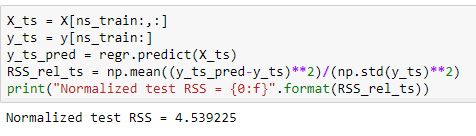 X_ts = X[ns_train:,:]
y_ts = y[ns_train:]
y_ts_pred = regr.predict(X_ts)
RSS_rel_ts = np.mean((y_ts_pred-y_ts)**2)/(np.std(y_ts)**2)
print("Normalized test RSS = {0:f}".format(RSS_rel_ts))
Normalized test RSS = 4.539225